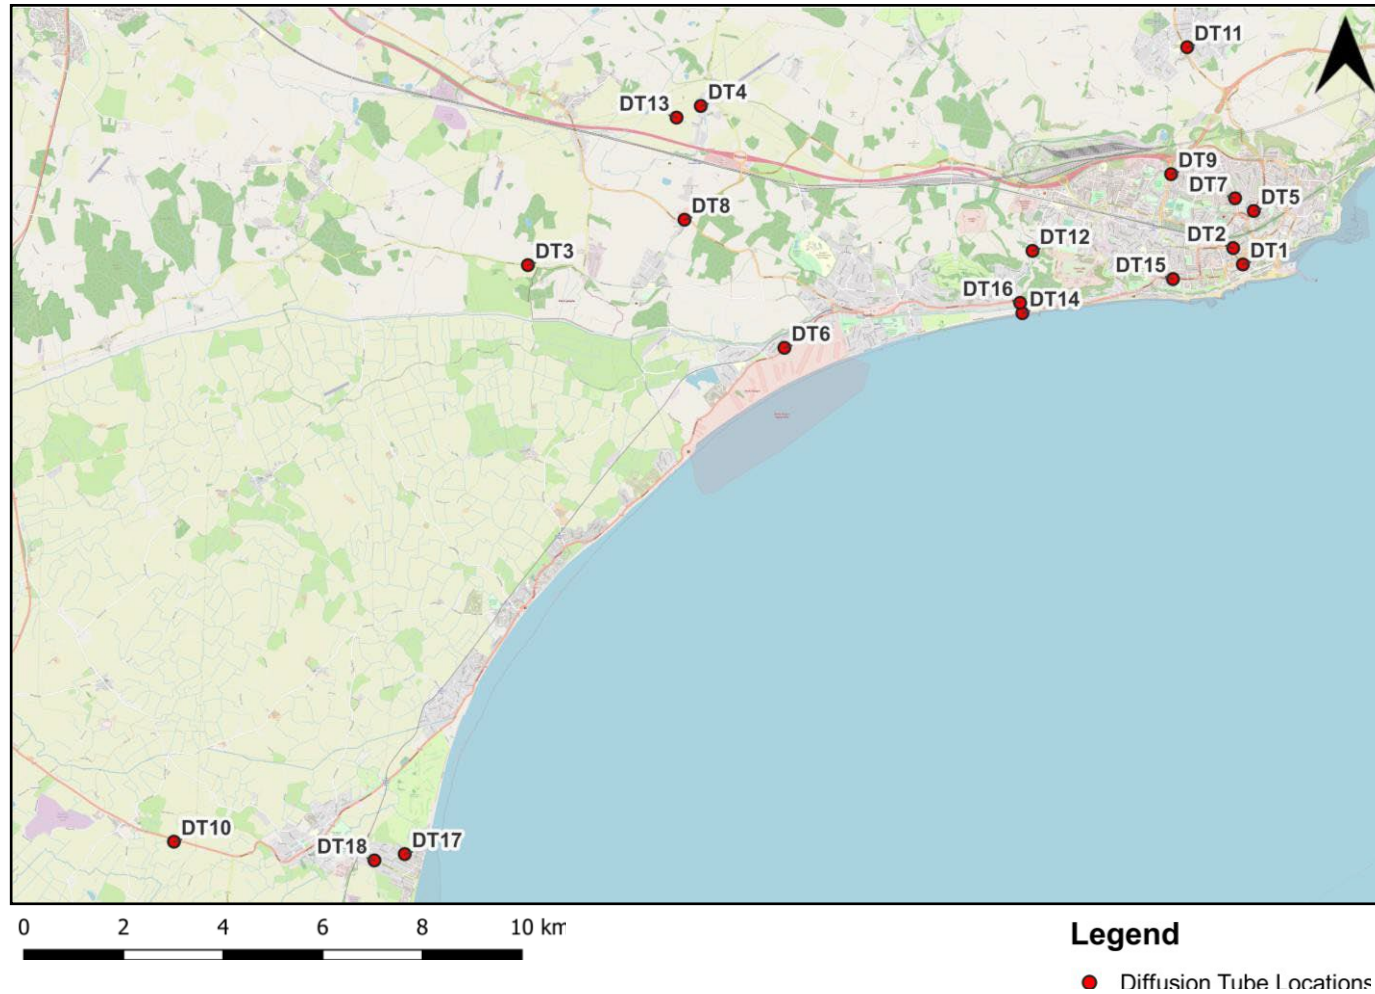 DT11
DT13
DT4
DT9
DT7
DT5
DT8
DT2
DT12
DT1
DT3
DT15
DT16
DT14
DT6
DT10
DT18
DT17
0 2 4 6 8 10 km
Legend
Diffusion Tube Locations